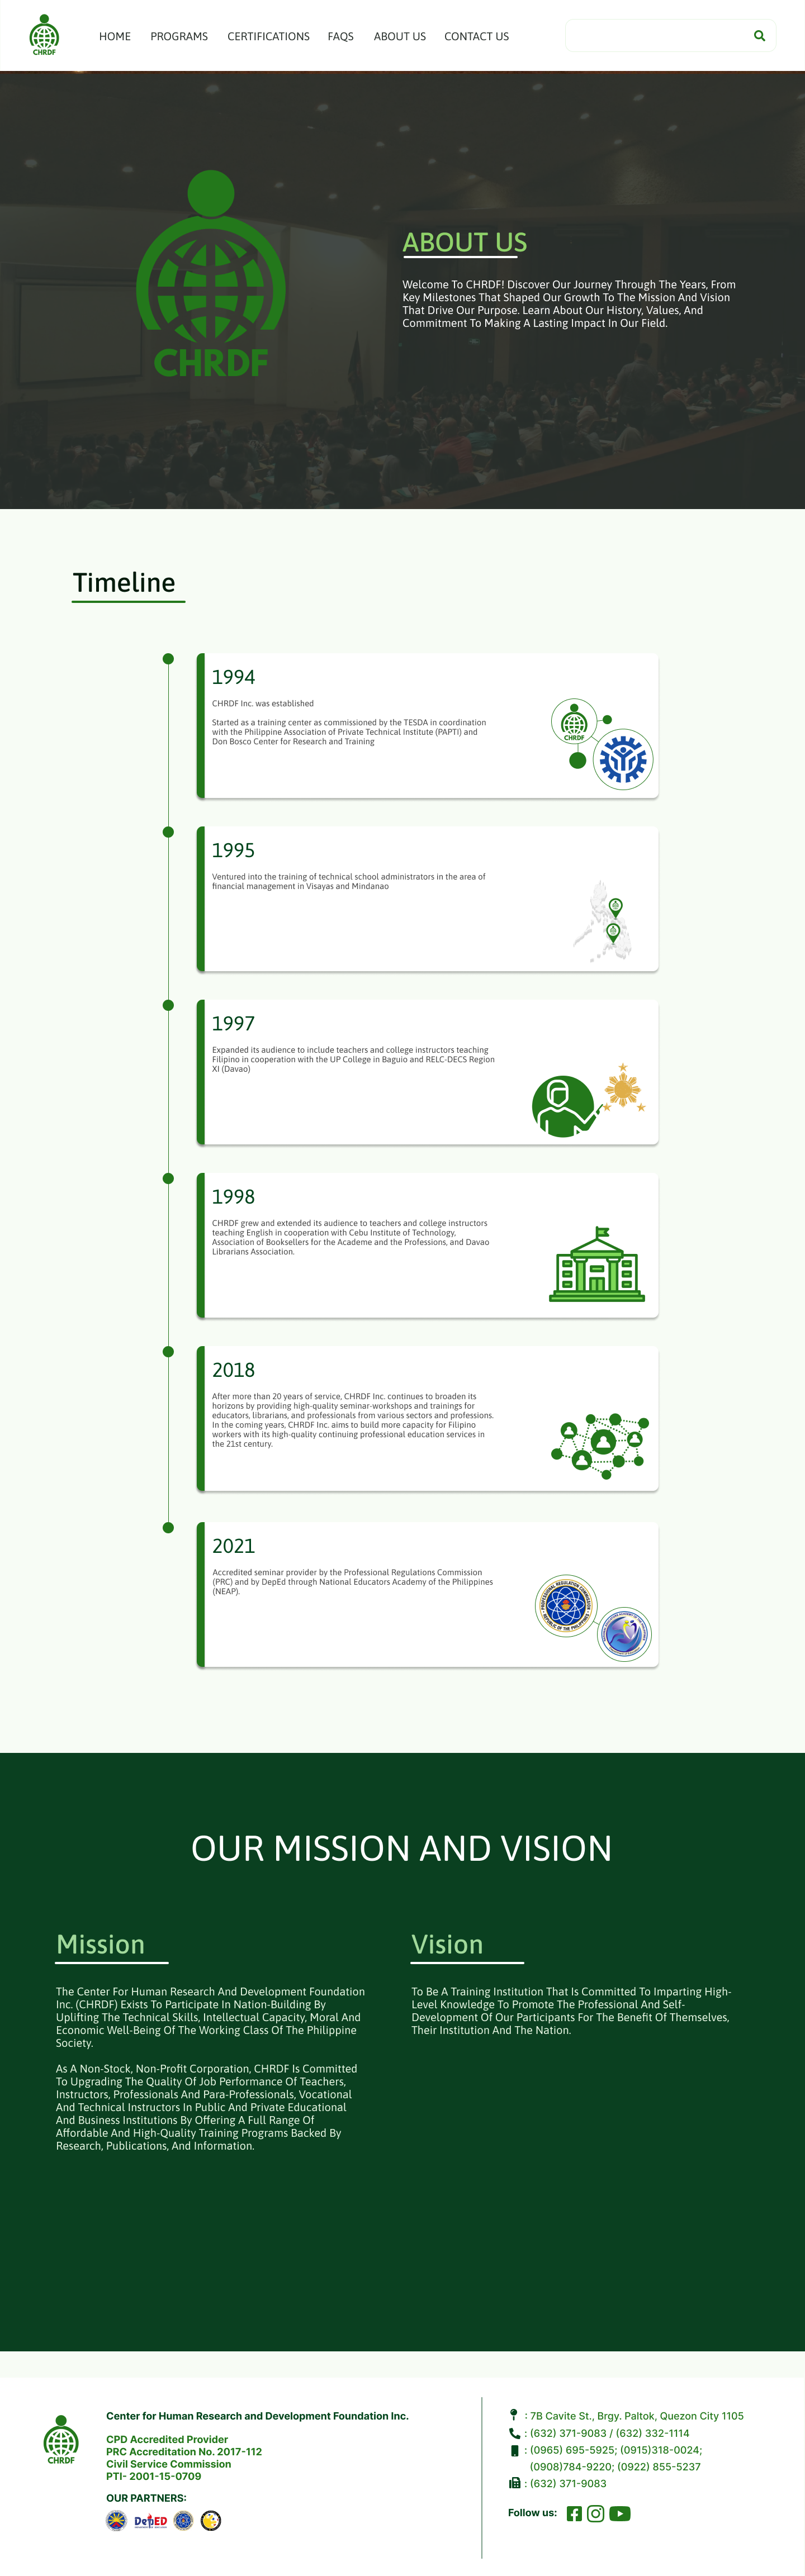 CHRDF
HOME PROGRAMS CERTIFICATIONS FAQS ABOUT US CONTACT US
CHRDF
ABOUT US
Welcome To CHRDF! Discover Our Journey Through The Years, From
Key Milestones That Shaped Our Growth To The Mission And Vision
That Drive Our Purpose. Learn About Our History, Values, And
Commitment To Making A Lasting Impact In Our Field.
Timeline
1994
CHRDF Inc. was established
Started as a training center as commissioned by the TESDA in coordination
with the Philippine Association of Private Technical Institute (PAPTI) and
Don Bosco Center for Research and Training
CHRDF
1995
Ventured into the training of technical school administrators in the area of
financial management in Visayas and Mindanao
1997
Expanded its audience to include teachers and college instructors teaching
Filipino in cooperation with the UP College in Baguio and RELC-DECS Region
XI (Davao)
1998
CHRDF grew and extended its audience to teachers and college instructors
teaching English in cooperation with Cebu Institute of Technology,
Association of Booksellers for the Academe and the Professions, and Davao
Librarians Association.
2018
After more than 20 years of service, CHRDF Inc. continues to broaden its
horizons by providing high-quality seminar-workshops and trainings for
educators, librarians, and professionals from various sectors and professions.
In the coming years, CHRDF Inc. aims to build more capacity for Filipino
workers with its high-quality continuing professional education services in
the 21st century.
2021
Accredited seminar provider by the Professional Regulations Commission
(PRC) and by DepEd through National Educators Academy of the Philippines
(NEAP).
PROFESSIONAL REGULATION COMMISSION
REPUBLIC OF THE PHILIPPINES
OUR MISSION AND VISION
Mission
The Center For Human Research And Development Foundation
Inc. (CHRDF) Exists To Participate In Nation-Building By
Uplifting The Technical Skills, Intellectual Capacity, Moral And
Economic Well-Being Of The Working Class Of The Philippine
Society.
As A Non-Stock, Non-Profit Corporation, CHRDF Is Committed
To Upgrading The Quality Of Job Performance Of Teachers,
Instructors, Professionals And Para-Professionals, Vocational
And Technical Instructors In Public And Private Educational
And Business Institutions By Offering A Full Range Of
Affordable And High-Quality Training Programs Backed By
Research, Publications, And Information.
Vision
To Be A Training Institution That Is Committed To Imparting High-
Level Knowledge To Promote The Professional And Self-
Development Of Our Participants For The Benefit Of Themselves,
Their Institution And The Nation.
CHRDF
Center for Human Research and Development Foundation Inc.
CPD Accredited Provider
PRC Accreditation No. 2017-112
Civil Service Commission
PTI- 2001-15-0709
OUR PARTNERS:
DepED
: 7B Cavite St., Brgy. Paltok, Quezon City 1105
: (632) 371-9083 / (632) 332-1114
: (0965) 695-5925; (0915)318-0024;
(0908)784-9220; (0922) 855-5237
: (632) 371-9083
Follow us: